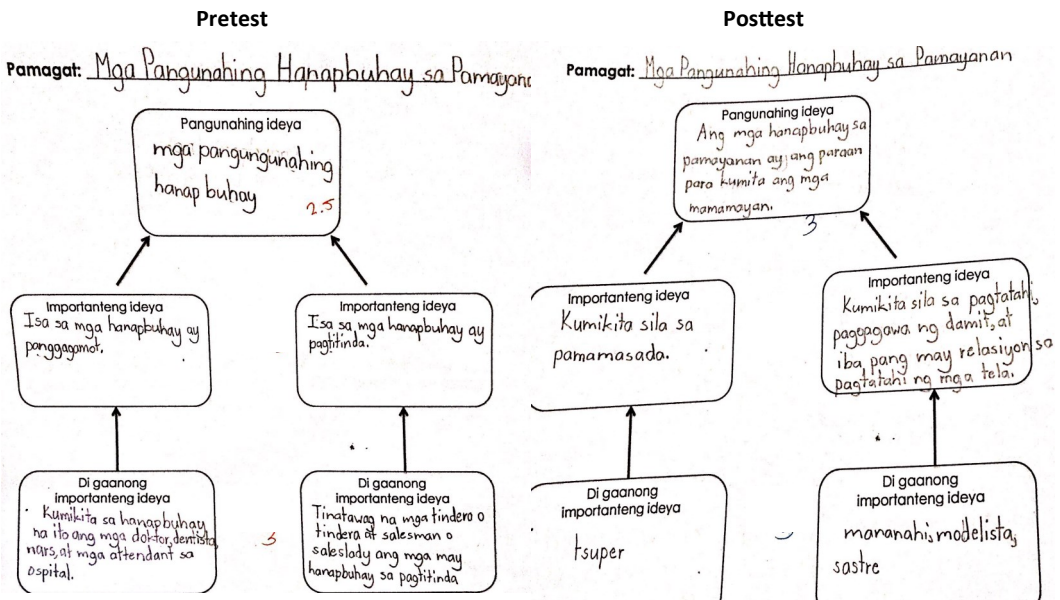 Pretest
Pamagat: Mga Pangunahing Hanapbuhay sa Pamayana
Pangunahing ideya
mga pangungunahing
hanap buhay
2.5
Importanteng ideya
Isa sa mga hanapbuhay ay
panggagamot.
Importanteng ideya
Isa sa mga hanapbuhay ay
pagtitinda.
Di gaanong
importanteng ideya
Kumikita sa hanapbuhay
na ito ang mga doktor, dentista,
nars, at mga attendant sa
ospital.
3
Di gaanong
importanteng ideya
Tinatawag na mga tindero o
tindera at salesman o
saleslady ang mga may
hanapbuhay sa pagtitinda
Posttest
Pamagat: Mga Pangunahing Hanapbuhay sa Pamayanan
Pangunahing ideya
Ang mga hanapbuhay sa
pamayanan ay ang paraan
para kumita ang mga
mamamayan.
3
Importanteng ideya
Kumikita sila sa
pamamasada.
Importanteng ideya
Kumikita sila sa pagtatahi,
paggagawa ng damit, at
iba pang may relasiyon sa
pagtatahi ng mga tela.
Di gaanong
importanteng ideya
tsuper
Di gaanong
importanteng ideya
mananahi, modelista,
sastre